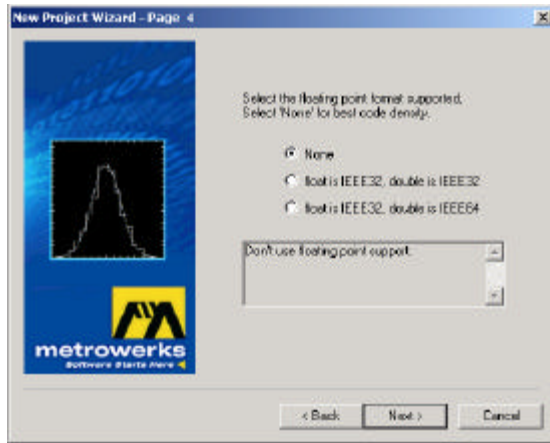 New Project Wizard - Page 4
Select the floating point format supported.
Select 'None' for best code density.
None
float is IEEE32, double is IEEE32
float is IEEE32, double is IEEE64
Don't use floating point support.
metrowerks
Software Starts Here
< Back
Next >
Cancel